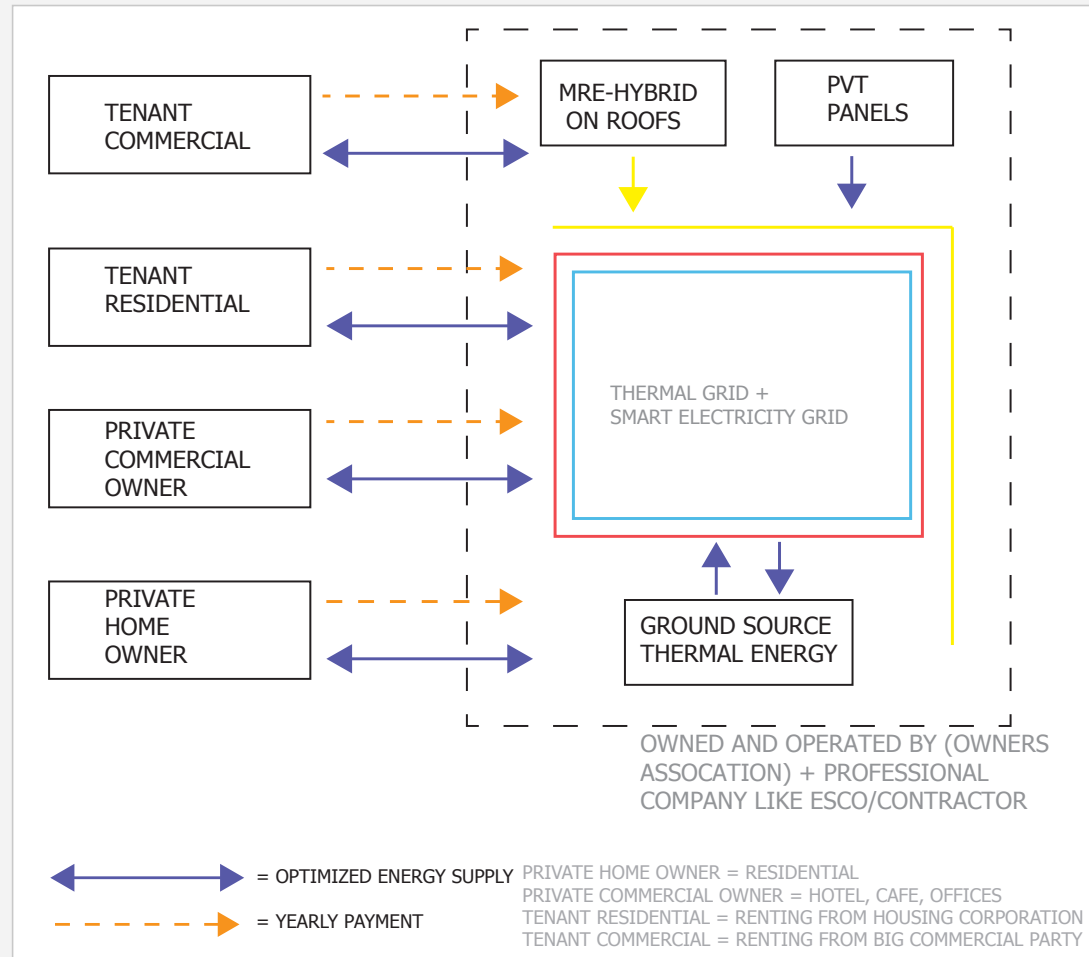 TENANT
COMMERCIAL
MRE-HYBRID
ON ROOFS
PVT
PANELS
TENANT
RESIDENTIAL
THERMAL GRID +
SMART ELECTRICITY GRID
PRIVATE
COMMERCIAL
OWNER
PRIVATE
HOME
OWNER
GROUND SOURCE
THERMAL ENERGY
OWNED AND OPERATED BY (OWNERS
ASSOCATION) + PROFESSIONAL
COMPANY LIKE ESCO/CONTRACTOR
= OPTIMIZED ENERGY SUPPLY
= YEARLY PAYMENT
PRIVATE HOME OWNER = RESIDENTIAL
PRIVATE COMMERCIAL OWNER = HOTEL, CAFE, OFFICES
TENANT RESIDENTIAL = RENTING FROM HOUSING CORPORATION
TENANT COMMERCIAL = RENTING FROM BIG COMMERCIAL PARTY